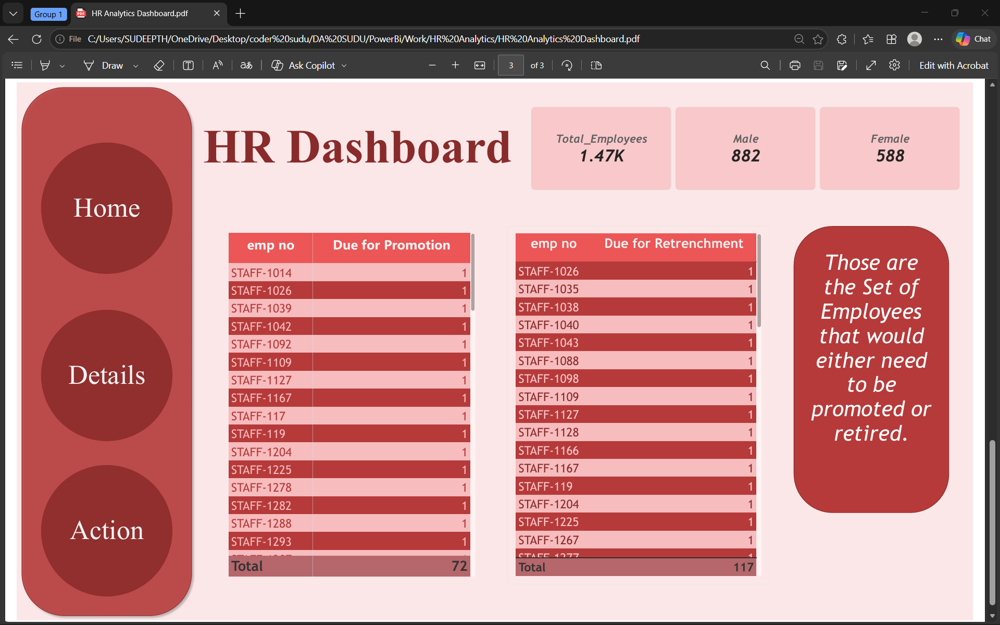 Group 1
HR Analytics Dashboard.pdf
File C:/Users/SUDEEPTH/OneDrive/Desktop/coder%20sudu/DA%20SUDU/PowerBi/Work/HR%20Analytics/HR%20Analytics%20Dashboard.pdf
Chat
Draw
Ask Copilot
3 of 3
Edit with Acrobat
HR Dashboard
Total_Employees
1.47K
Male
882
Female
588
Home
Details
Action
emp no Due for Promotion
STAFF-1014 1
STAFF-1026 1
STAFF-1039 1
STAFF-1042 1
STAFF-1092 1
STAFF-1109 1
STAFF-1127 1
STAFF-1167 1
STAFF-117 1
STAFF-119 1
STAFF-1204 1
STAFF-1225 1
STAFF-1278 1
STAFF-1282 1
STAFF-1288 1
STAFF-1293 1
Total 72
emp no Due for Retrenchment
STAFF-1026 1
STAFF-1035 1
STAFF-1038 1
STAFF-1040 1
STAFF-1043 1
STAFF-1088 1
STAFF-1098 1
STAFF-1109 1
STAFF-1127 1
STAFF-1128 1
STAFF-1166 1
STAFF-1167 1
STAFF-119 1
STAFF-1204 1
STAFF-1225 1
STAFF-1267 1
STAFF-1277 1
Total 117
Those are
the Set of
Employees
that would
either need
to be
promoted or
retired.